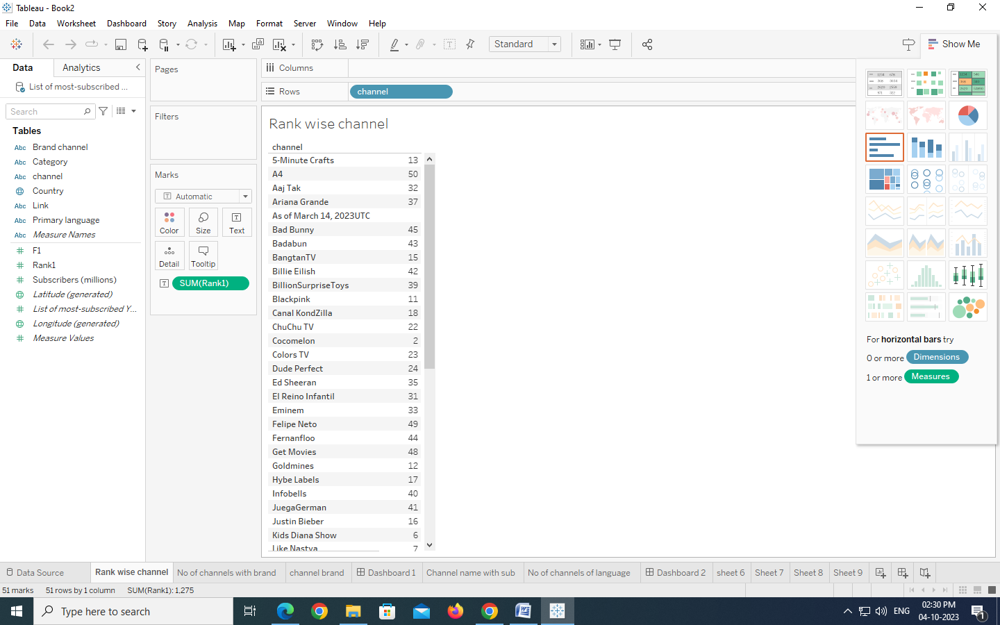 Tableau - Book2
File Data Worksheet Dashboard Story Analysis Map Format Server Window Help
Standard
Show Me
Data Analytics
List of most-subscribed ...
Search
Tables
Abc Brand channel
Abc Category
Abc channel
Country
Abc Link
Abc Primary language
Abc Measure Names
F1
Rank1
Subscribers (millions)
Latitude (generated)
List of most-subscribed Y...
Longitude (generated)
Measure Values
Pages
Filters
Marks
Automatic
Color Size Text
Detail Tooltip
SUM(Rank1)
Columns
Rows channel
Rank wise channel
channel
5-Minute Crafts 13
A4 50
Aaj Tak 32
Ariana Grande 37
As of March 14, 2023UTC
Bad Bunny 45
Badabun 43
BangtanTV 15
Billie Eilish 42
BillionSurpriseToys 39
Blackpink 11
Canal KondZilla 18
ChuChu TV 22
Cocomelon 2
Colors TV 23
Dude Perfect 24
Ed Sheeran 35
El Reino Infantil 31
Eminem 33
Felipe Neto 49
Fernanfloo 44
Get Movies 48
Goldmines 12
Hybe Labels 17
Infobells 40
JuegaGerman 41
Justin Bieber 16
Kids Diana Show 6
Like Nastya 7
For horizontal bars try
0 or more Dimensions
1 or more Measures
Data Source Rank wise channel No of channels with brand channel brand Dashboard 1 Channel name with sub No of channels of language Dashboard 2 sheet 6 Sheet 7 Sheet 8 Sheet 9
51 marks 51 rows by 1 column SUM(Rank1): 1,275
Type here to search
ENG
02:30 PM
04-10-2023
1